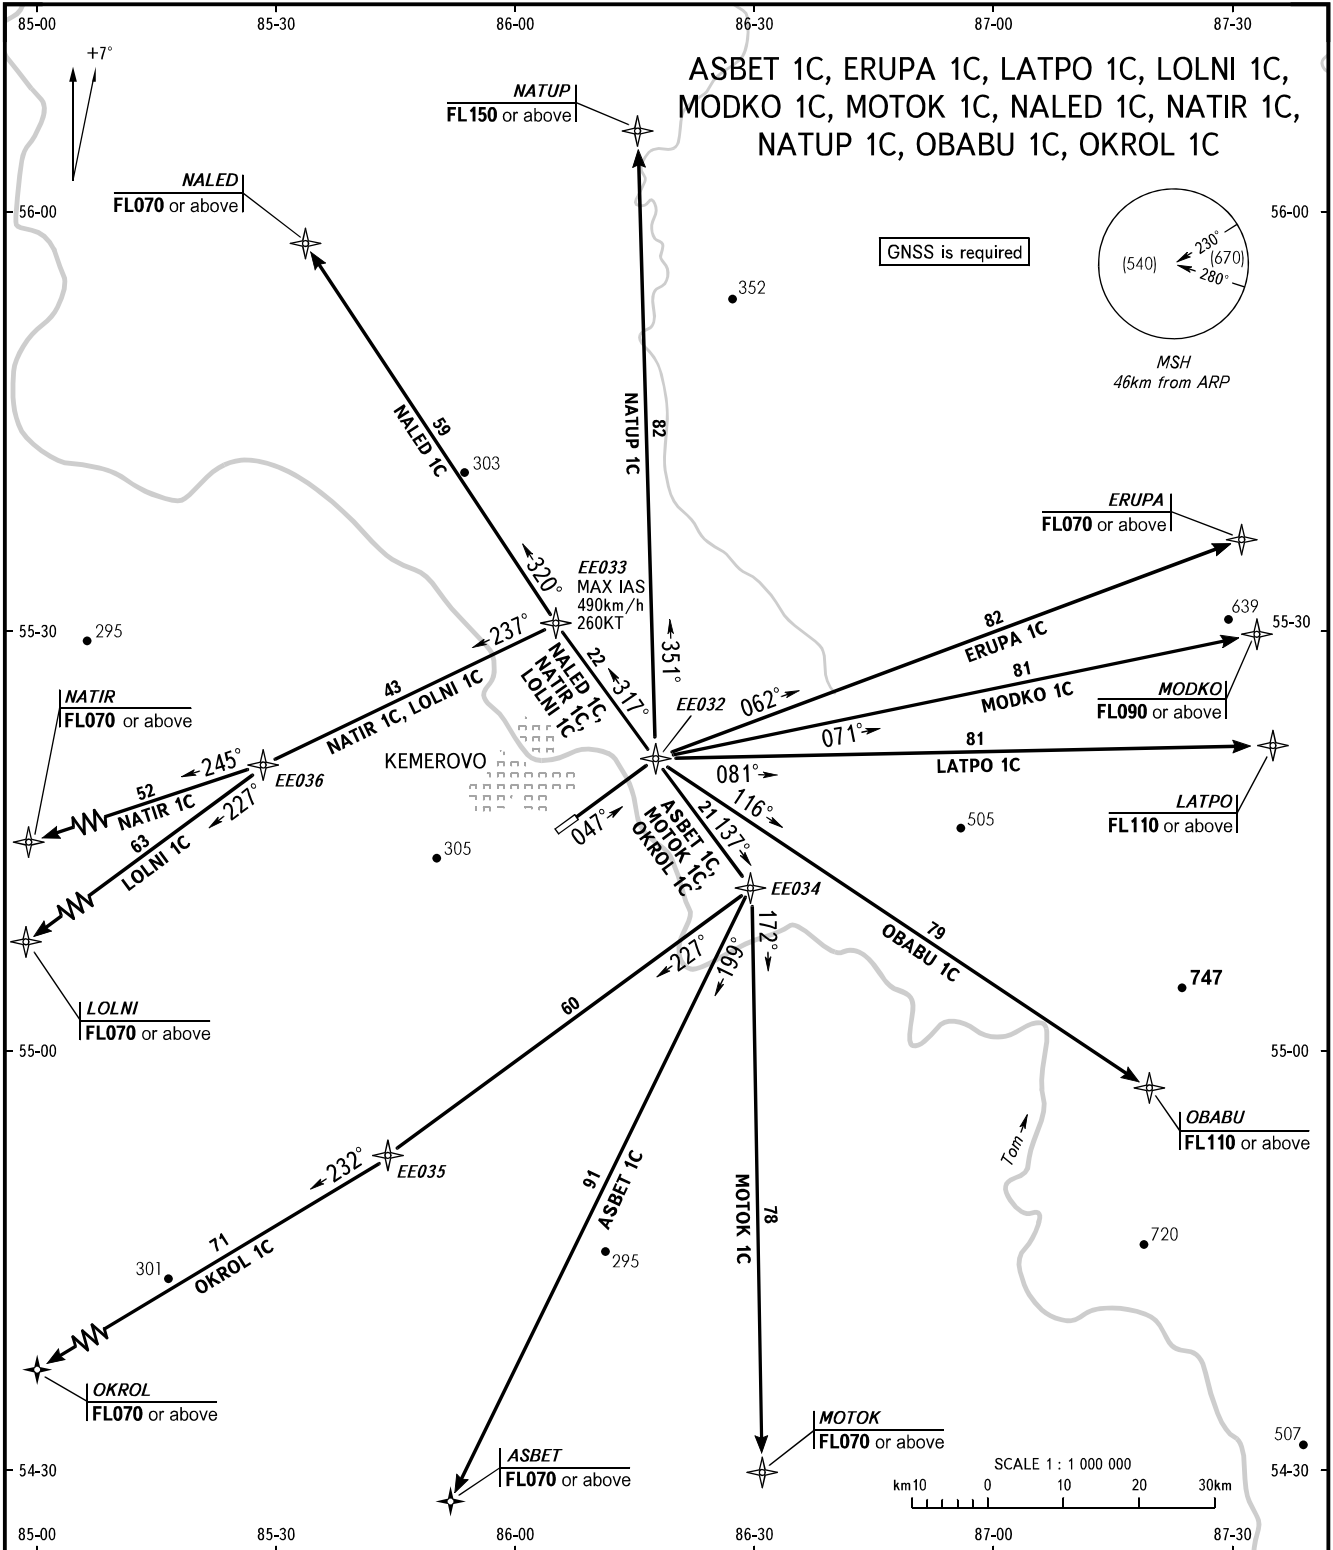 85-00
85-30
86-00
86-30
87-00
87-30
+7°
ASBET 1C, ERUPA 1C, LATPO 1C, LOLNI 1C,
MODKO 1C, MOTOK 1C, NALED 1C, NATIR 1C,
NATUP 1C, OBABU 1C, OKROL 1C
NATUP
FL150 or above
NALED
FL070 or above
56-00
56-00
GNSS is required
230°
(540)
(670)
280°
MSH
46km from ARP
352
59
NALED 1C
303
82
NATUP 1C
ERUPA
FL070 or above
320°
EE033
MAX IAS
490km/h
260KT
237°
295
55-30
639
55-30
82
ERUPA 1C
22
NALED 1C,
NATIR 1C,
LOLNI 1C,
317°
351°
43
NATIR 1C, LOLNI 1C
81
MODKO 1C
MODKO
FL090 or above
NATIR
FL070 or above
EE032
062°
071°
81
LATPO 1C
081°
KEMEROVO
245°
EE036
52
NATIR 1C
227°
63
LOLNI 1C
047°
116°
21
137°
ASBET 1C,
MOTOK 1C,
OKROL 1C
505
LATPO
FL110 or above
305
EE034
172°
199°
227°
79
OBABU 1C
747
LOLNI
FL070 or above
60
55-00
55-00
OBABU
FL110 or above
Tom
232°
EE035
91
ASBET 1C
78
MOTOK 1C
71
OKROL 1C
295
301
720
OKROL
FL070 or above
MOTOK
FL070 or above
ASBET
FL070 or above
507
SCALE 1 : 1 000 000
km10
0
10
20
30km
54-30
54-30
85-00
85-30
86-00
86-30
87-00
87-30